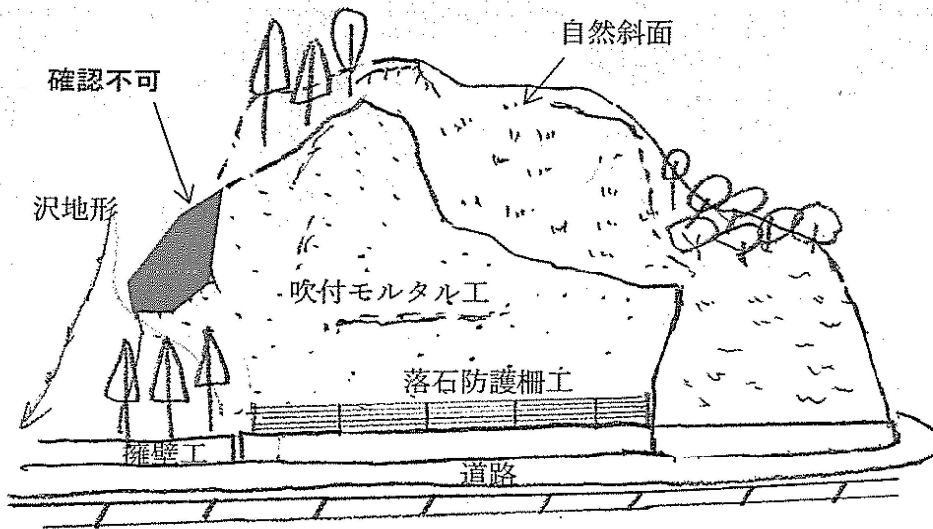 自然斜面
確認不可
沢地形
吹付モルタル工
落石防護柵工
擁壁工
道路